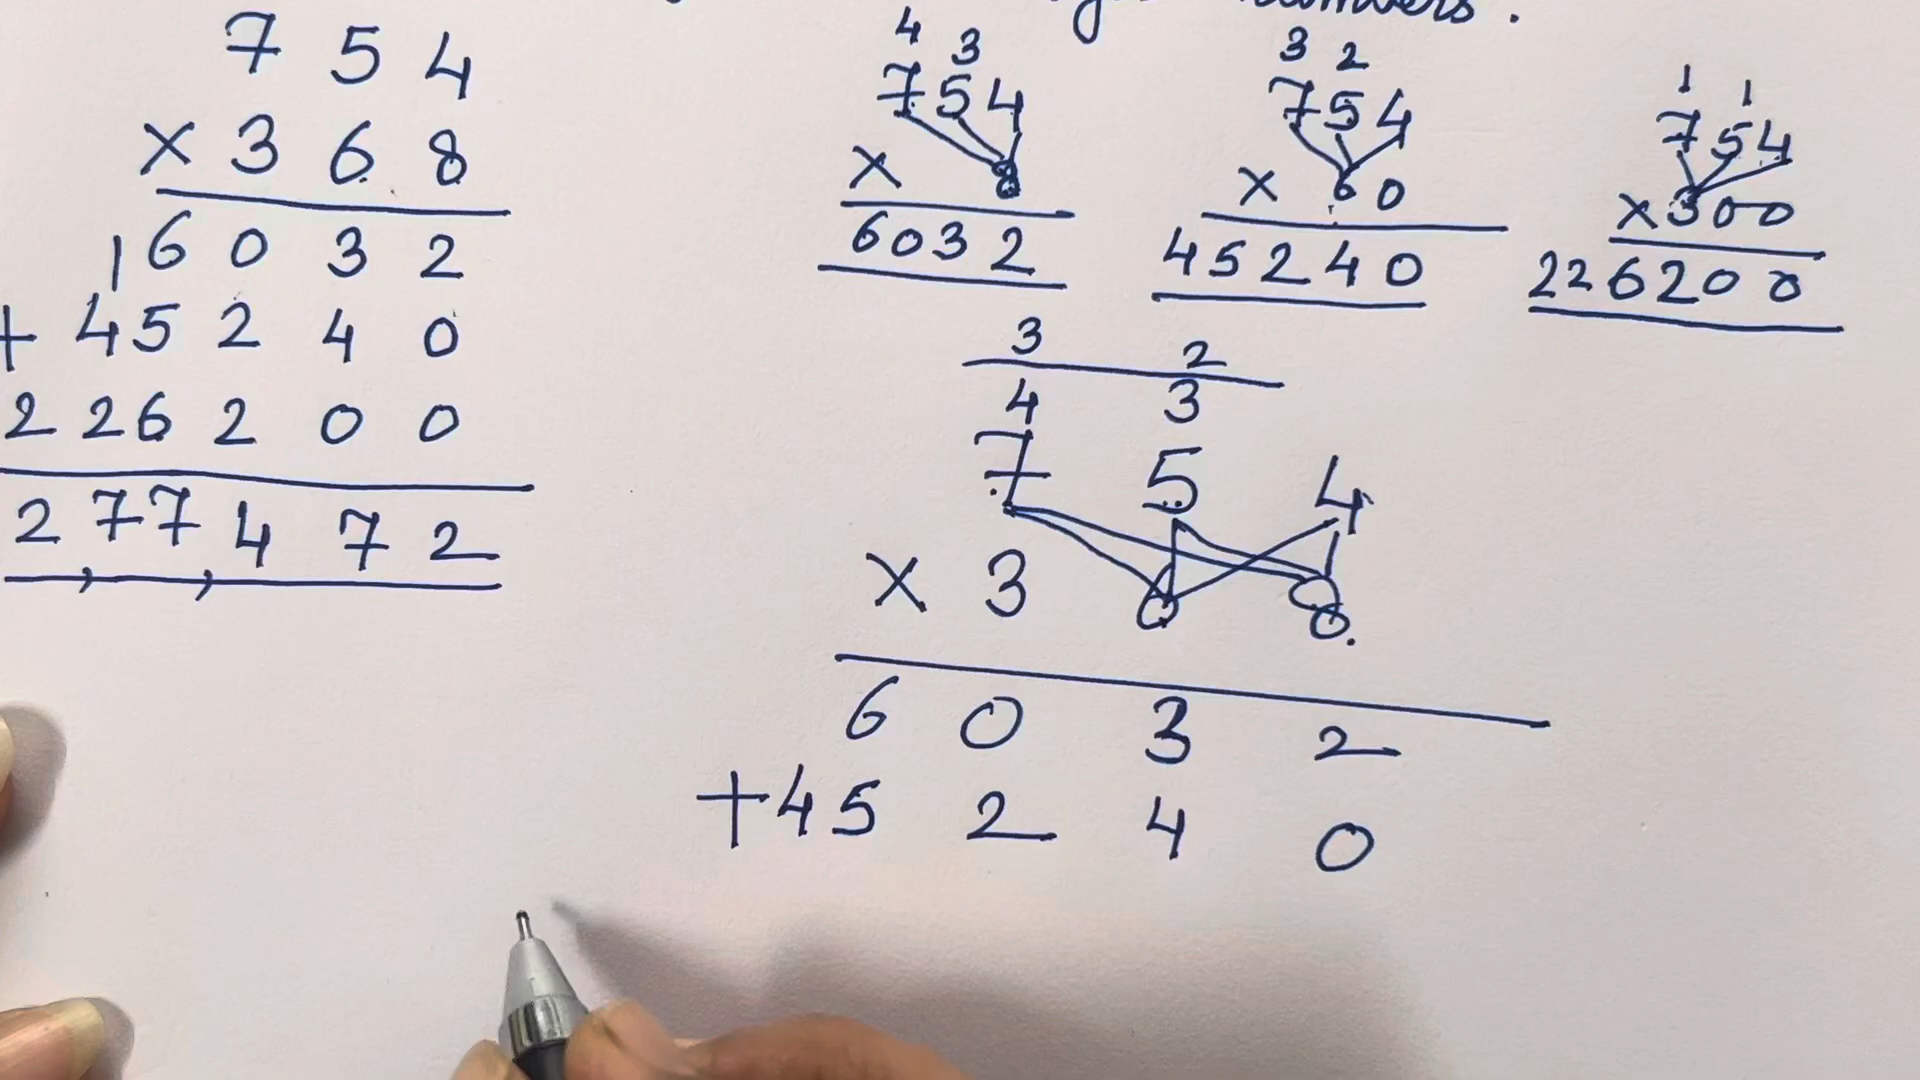 numbers.
7 5 4
× 3 6 8
1 6 0 3 2
+ 4 5 2 4 0
2 2 6 2 0 0
2 7 7 4 7 2
4 3
7 5 4
× 8
6 0 3 2
3 2
7 5 4
× 6 0
4 5 2 4 0
1 1
7 5 4
× 3 0 0
2 2 6 2 0 0
3 2
4 3
7 5 4
× 3 6 8
6 0 3 2
+ 4 5 2 4 0